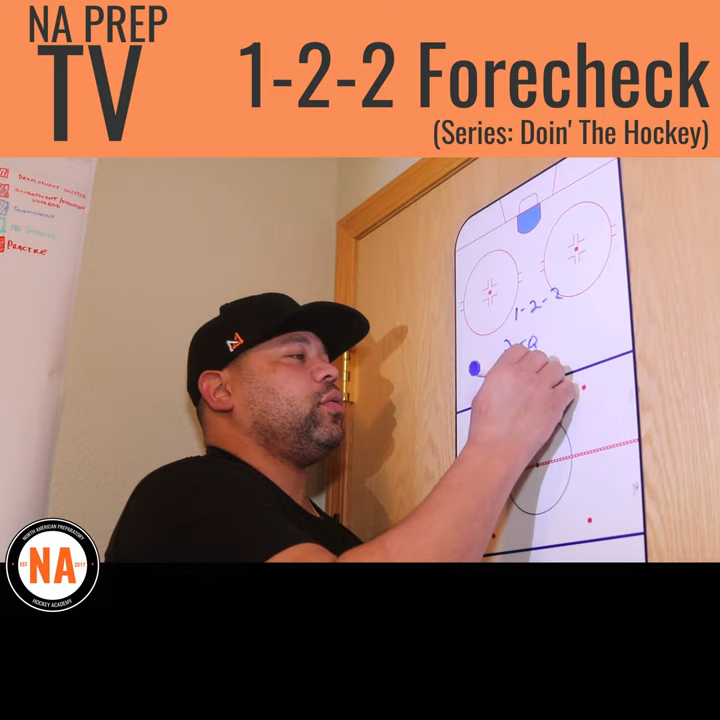 NA PREP
TV
1-2-2 Forecheck
(Series: Doin' The Hockey)
PRACTICE
1-2-2
NORTH AMERICAN PREPARATORY
EST NA 2017
HOCKEY ACADEMY